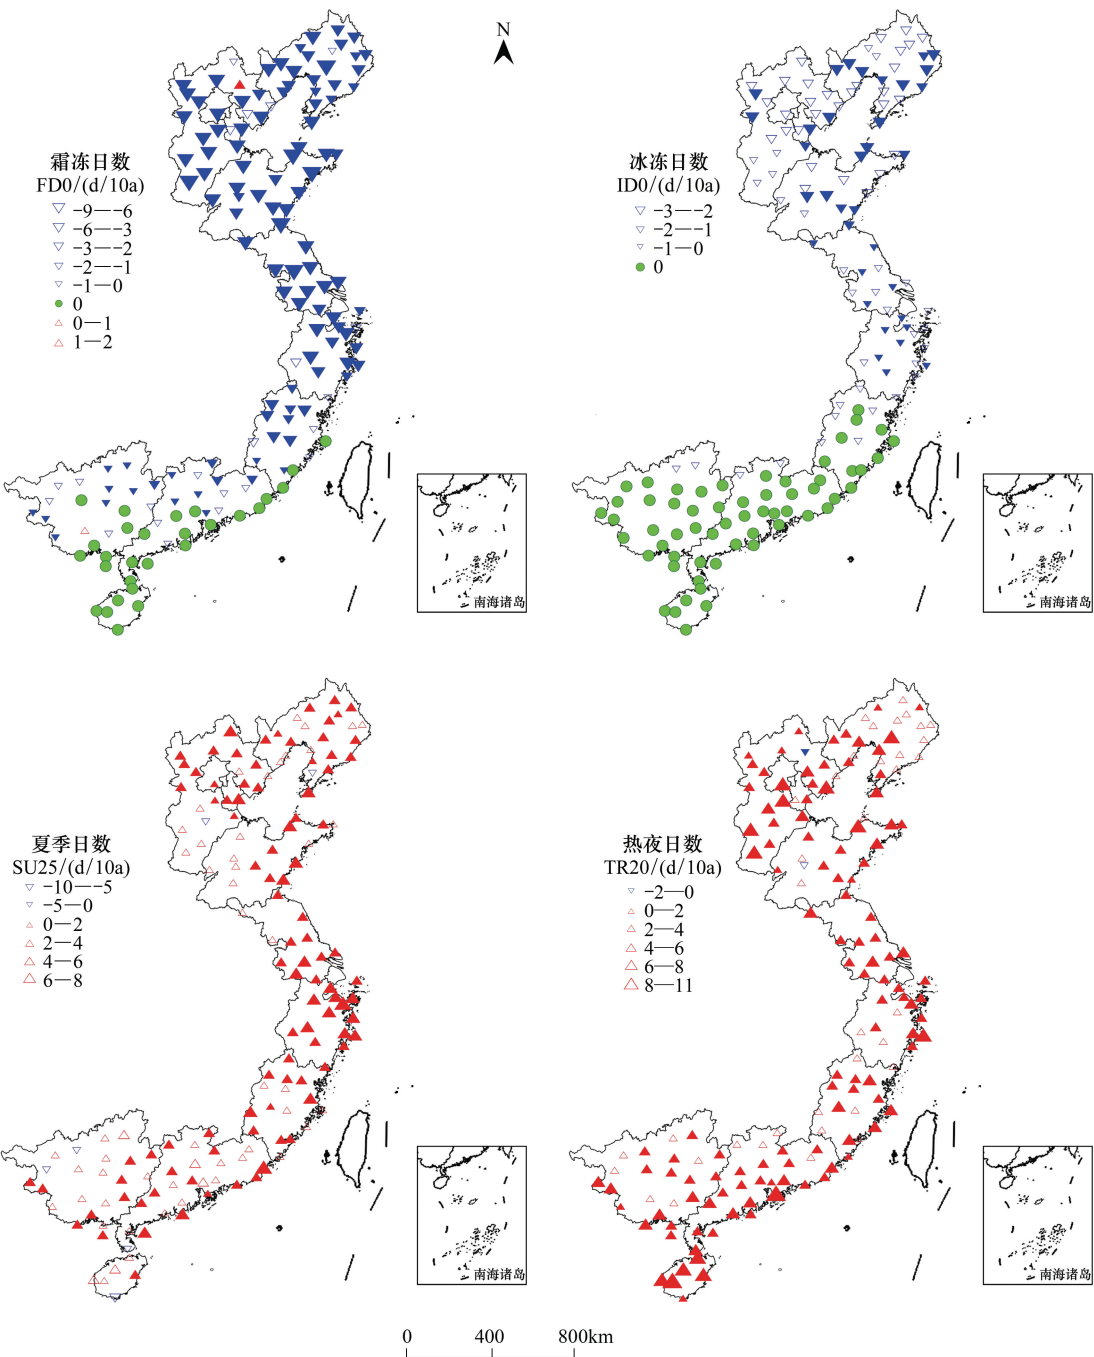 N
霜冻日数
FD0/(d/10a)
-9—-6
-6—-3
-3—-2
-2—-1
-1—0
0
0—1
1—2
南海诸岛
冰冻日数
ID0/(d/10a)
-3—-2
-2—-1
-1—0
0
南海诸岛
夏季日数
SU25/(d/10a)
-10—-5
-5—0
0—2
2—4
4—6
6—8
南海诸岛
热夜日数
TR20/(d/10a)
-2—0
0—2
2—4
4—6
6—8
8—11
南海诸岛
0 400 800km